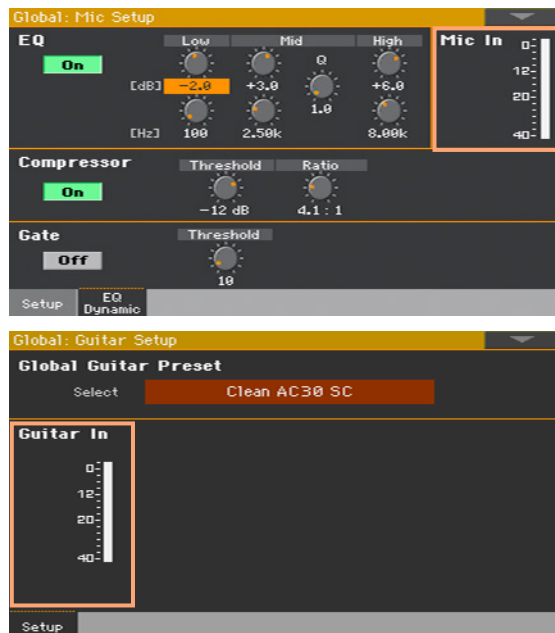 Global: Mic Setup
EQ
Low Mid High
Mic In
On
Q
0
12
20
40
[dB] -2.0 +3.0 +6.0
1.0
[Hz] 100 2.50k 8.00k
Compressor
Threshold Ratio
On
-12 dB 4.1 : 1
Gate
Threshold
Off
10
Setup
EQ Dynamic
Global: Guitar Setup
Global Guitar Preset
Select Clean AC30 SC
Guitar In
0
12
20
40
Setup